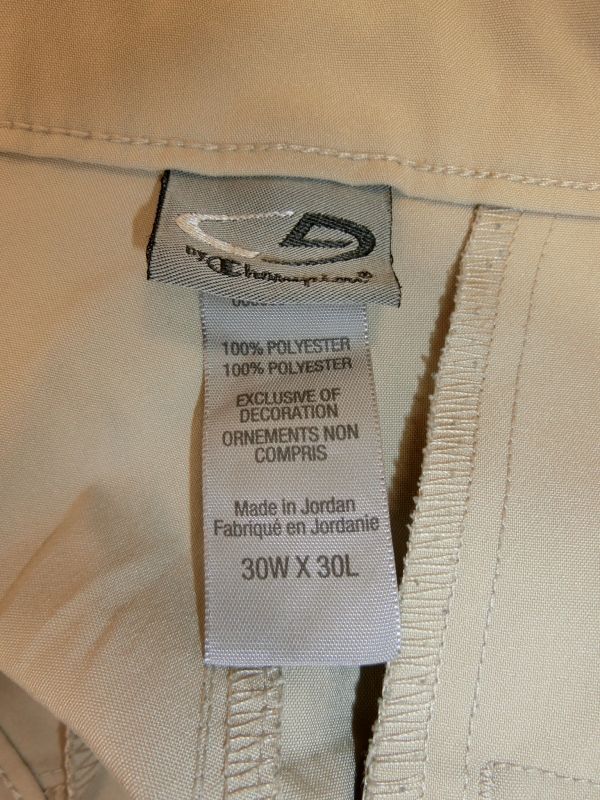 by Champion®
100% POLYESTER
100% POLYESTER
EXCLUSIVE OF
DECORATION
ORNEMENTS NON
COMPRIS
Made in Jordan
Fabriqué en Jordanie
30W X 30L